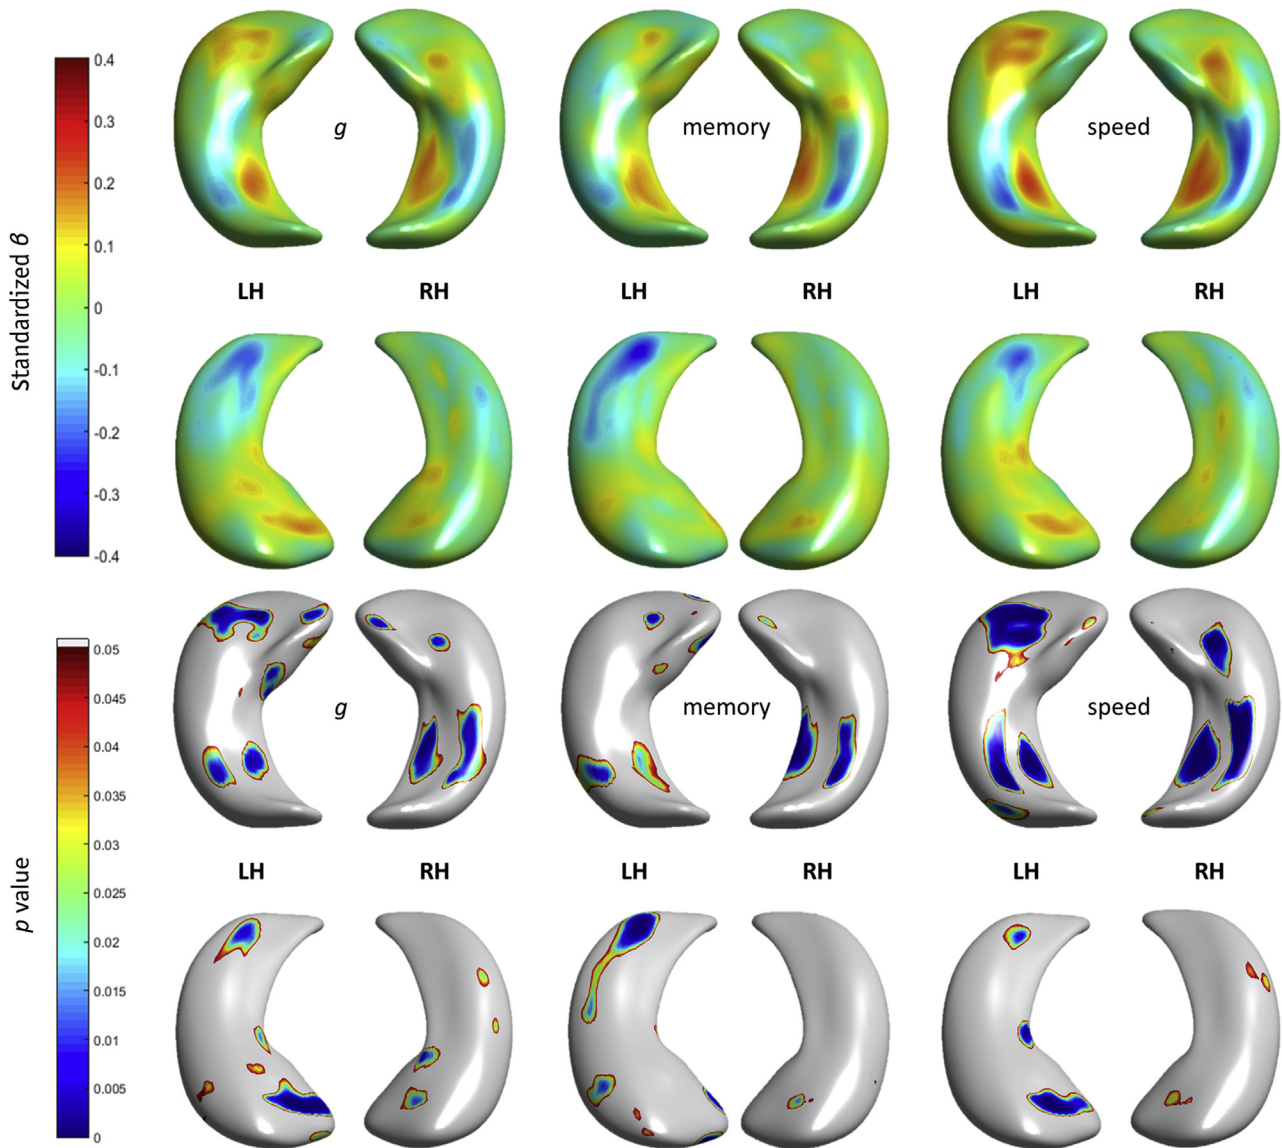 Standardized β
0.4
0.3
0.2
0.1
0
-0.1
-0.2
-0.3
-0.4
g
memory
speed
LH
RH
LH
RH
LH
RH
p value
0.05
0.045
0.04
0.035
0.03
0.025
0.02
0.015
0.01
0.005
0
g
memory
speed
LH
RH
LH
RH
LH
RH